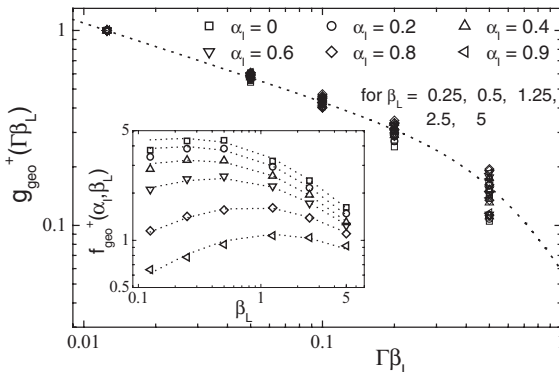 α_I = 0 α_I = 0.2 α_I = 0.4
α_I = 0.6 α_I = 0.8 α_I = 0.9
for β_L = 0.25, 0.5, 1.25,
2.5, 5
1
0.1
g_geo^+(Γβ_L)
5
1
0.5
f_geo^+(α_I,β_L)
0.1 1 5
β_L
0.01 0.1
Γβ_L